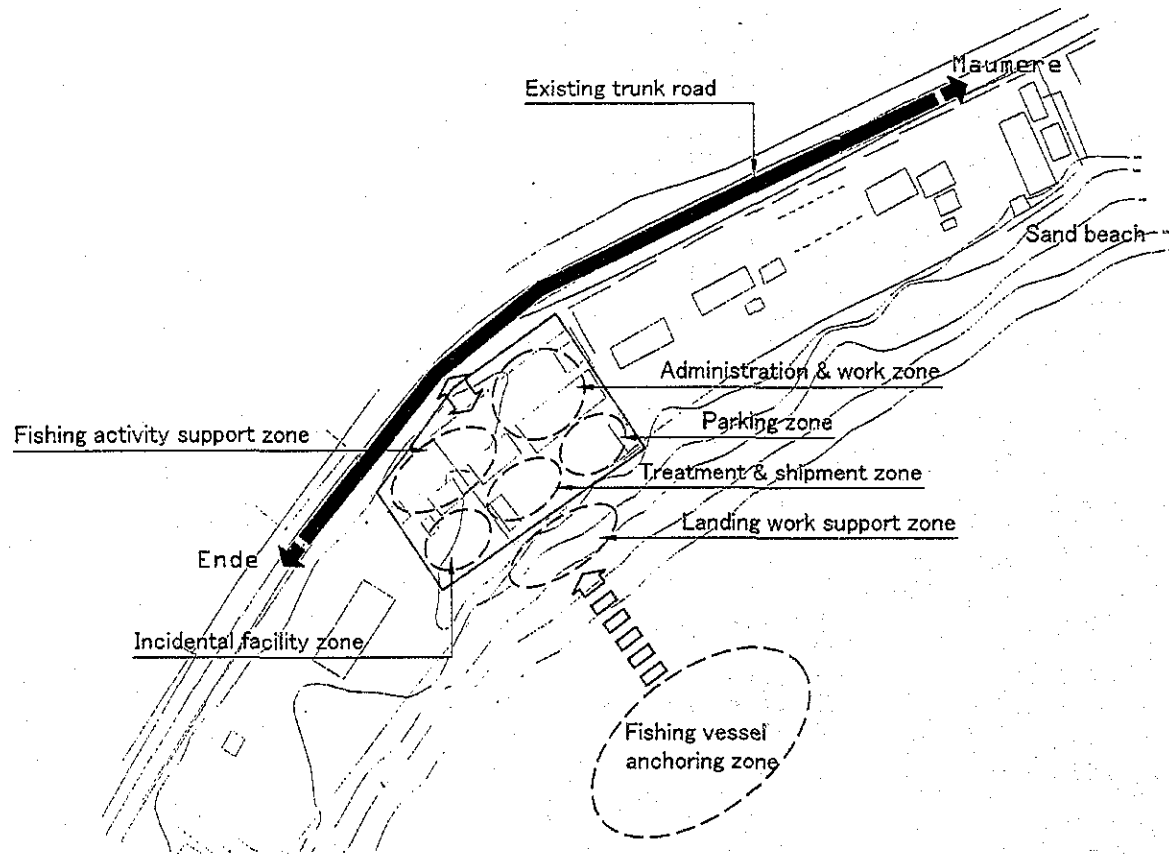 Maumere
Existing trunk road
Sand beach
Administration & work zone
Parking zone
Fishing activity support zone
Treatment & shipment zone
Landing work support zone
Ende
Incidental facility zone
Fishing vessel
anchoring zone